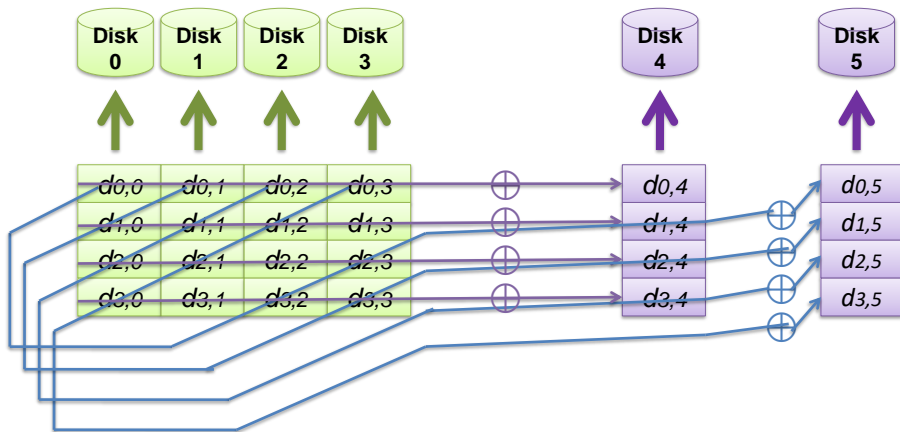 Disk 0
Disk 1
Disk 2
Disk 3
Disk 4
Disk 5
d0,0 d0,1 d0,2 d0,3 d0,4 d0,5
d1,0 d1,1 d1,2 d1,3 d1,4 d1,5
d2,0 d2,1 d2,2 d2,3 d2,4 d2,5
d3,0 d3,1 d3,2 d3,3 d3,4 d3,5